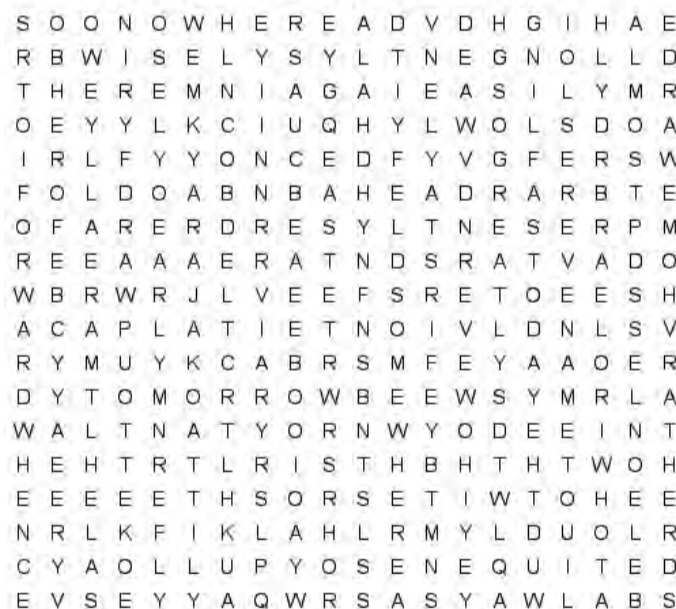 S O O N O W H E R E A D V D H G I H A E
R B W I S E L Y S Y L T N E G N O L L D
T H E R E M N I A G A I E A S I L Y M R
O E Y Y L K C I U Q H Y L W O L S D O A
I R L F Y Y O N C E D F Y V G F E R S W
F O L D O A B N B A H E A D R A R B T E
O F A R E R D R E S Y L T N E S E R P M
R E E A A A E R A T N D S R A T V A D O
W B R W R J L V E E F S R E T O E E S H
A C A P L A T I E T N O I V L D N L S V
R Y M U Y K C A B R S M F E Y A A O E R
D Y T O M O R R O W B E E W S Y M R L A
W A L T N A T Y O R N W Y O D E E I N T
H E H T R T L R I S T H B H T H T W O H
E E E E E T H S O R S E T I W T O H E E
N R L K F I K L A H L R M Y L D U O L R
C Y A O L L U P Y O S E N E Q U I T E D
E V S E Y Y A Q W R S A S Y A W L A B S